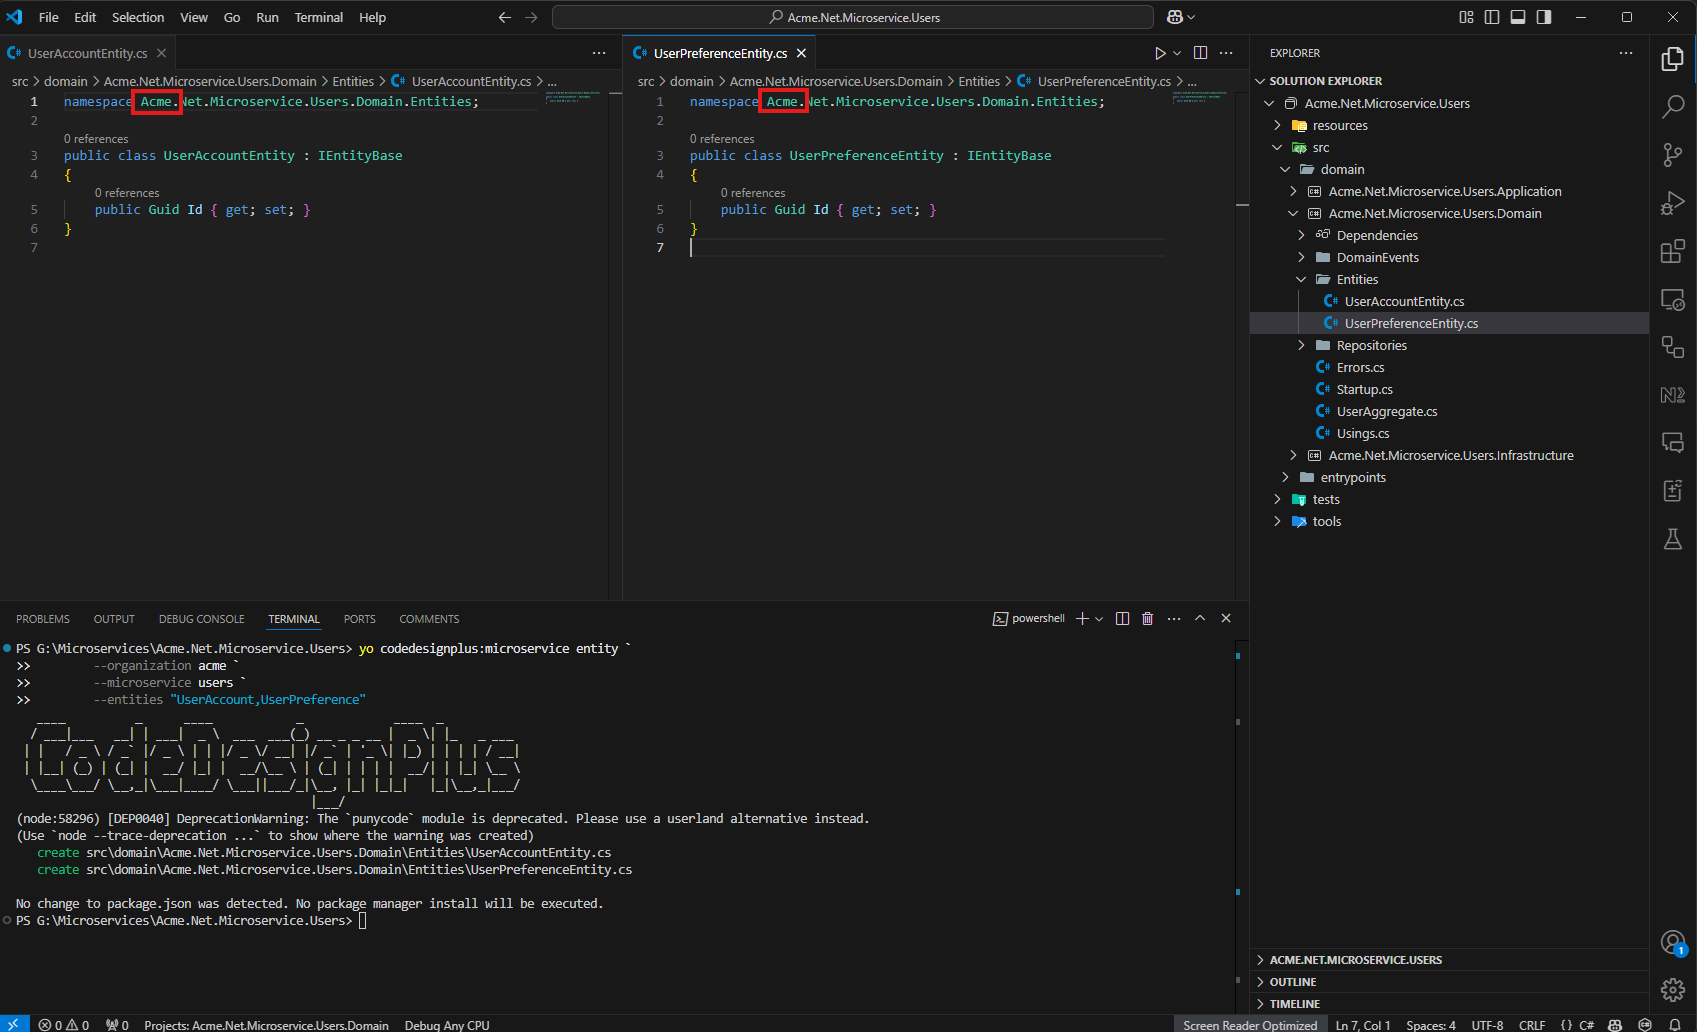 File Edit Selection View Go Run Terminal Help
Acme.Net.Microservice.Users
UserAccountEntity.cs
src > domain > Acme.Net.Microservice.Users.Domain > Entities > UserAccountEntity.cs > ...
1 namespace Acme.Net.Microservice.Users.Domain.Entities;
2
0 references
3 public class UserAccountEntity : IEntityBase
4 {
0 references
5 public Guid Id { get; set; }
6 }
7
UserPreferenceEntity.cs
src > domain > Acme.Net.Microservice.Users.Domain > Entities > UserPreferenceEntity.cs > ...
1 namespace Acme.Net.Microservice.Users.Domain.Entities;
2
0 references
3 public class UserPreferenceEntity : IEntityBase
4 {
0 references
5 public Guid Id { get; set; }
6 }
7
PROBLEMS OUTPUT DEBUG CONSOLE TERMINAL PORTS COMMENTS
powershell
PS G:\Microservices\Acme.Net.Microservice.Users> yo codedesignplus:microservice entity `
>> --organization acme `
>> --microservice users `
>> --entities "UserAccount,UserPreference"
CodeDesignPlus
(node:58296) [DEP0040] DeprecationWarning: The `punycode` module is deprecated. Please use a userland alternative instead.
(Use `node --trace-deprecation ...` to show where the warning was created)
create src\domain\Acme.Net.Microservice.Users.Domain\Entities\UserAccountEntity.cs
create src\domain\Acme.Net.Microservice.Users.Domain\Entities\UserPreferenceEntity.cs
No change to package.json was detected. No package manager install will be executed.
PS G:\Microservices\Acme.Net.Microservice.Users>
EXPLORER
SOLUTION EXPLORER
Acme.Net.Microservice.Users
resources
src
domain
Acme.Net.Microservice.Users.Application
Acme.Net.Microservice.Users.Domain
Dependencies
DomainEvents
Entities
UserAccountEntity.cs
UserPreferenceEntity.cs
Repositories
Errors.cs
Startup.cs
UserAggregate.cs
Usings.cs
Acme.Net.Microservice.Users.Infrastructure
entrypoints
tests
tools
ACME.NET.MICROSERVICE.USERS
OUTLINE
TIMELINE
1
0 0 0 Projects: Acme.Net.Microservice.Users.Domain Debug Any CPU
Screen Reader Optimized Ln 7, Col 1 Spaces: 4 UTF-8 CRLF {} C#